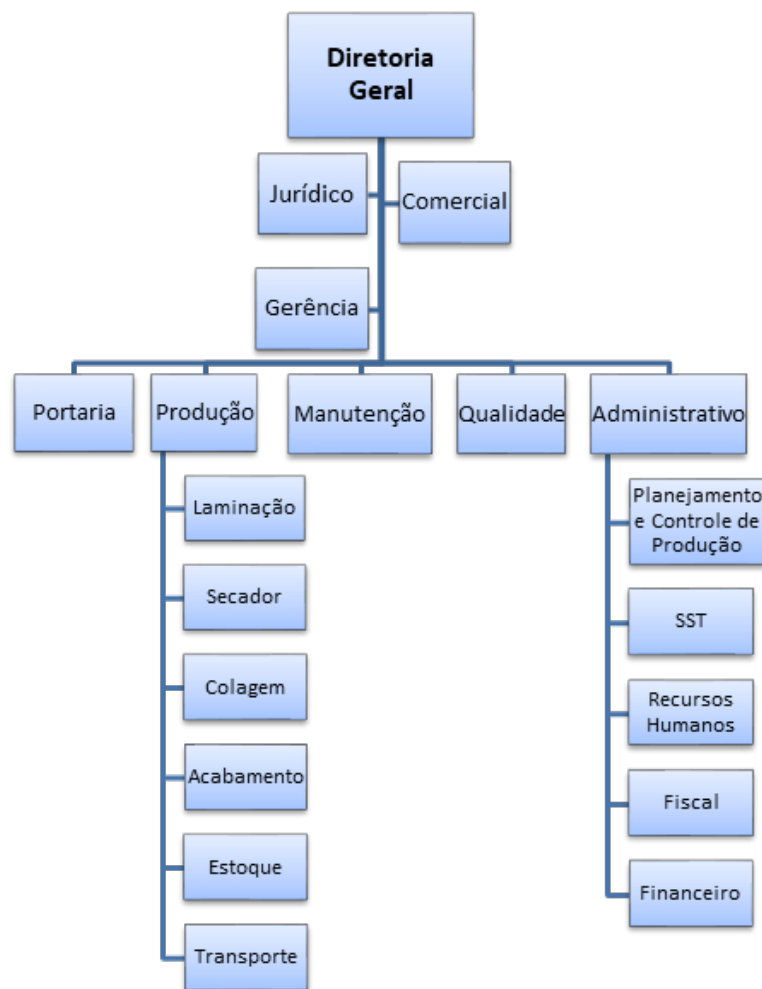 Diretoria
Geral
Jurídico
Comercial
Gerência
Portaria
Produção
Manutenção
Qualidade
Administrativo
Laminação
Secador
Colagem
Acabamento
Estoque
Transporte
Planejamento
e Controle de
Produção
SST
Recursos
Humanos
Fiscal
Financeiro